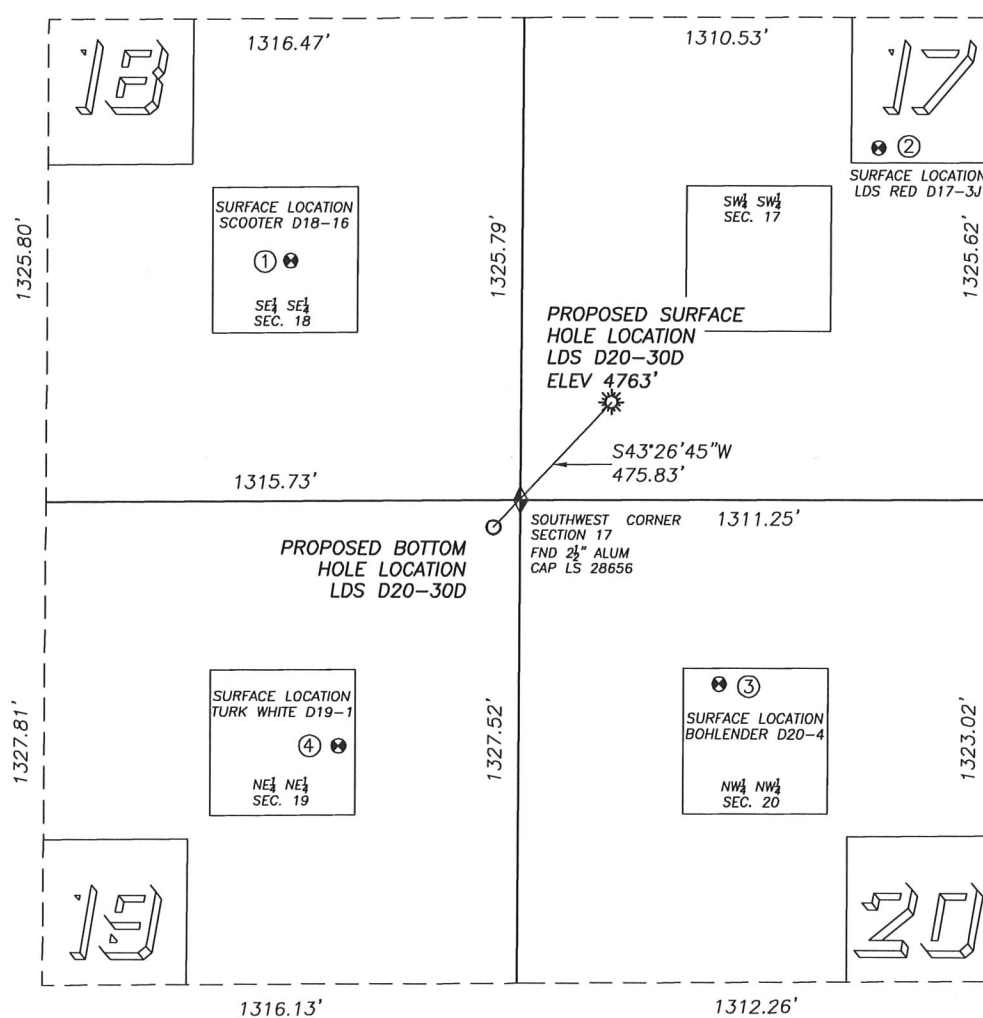 1316.47'
1310.53'
18
17
②
SURFACE LOCATION
LDS RED D17-3J
SURFACE LOCATION
SCOOTER D18-16
①
SE¼ SE¼
SEC. 18
SW¼ SW¼
SEC. 17
1325.80'
1325.79'
1325.62'
PROPOSED SURFACE
HOLE LOCATION
LDS D20-30D
ELEV 4763'
S43°26'45"W
475.83'
1315.73'
1311.25'
SOUTHWEST CORNER
SECTION 17
FND 2½" ALUM
CAP LS 28656
PROPOSED BOTTOM
HOLE LOCATION
LDS D20-30D
SURFACE LOCATION
TURK WHITE D19-1
④
NE¼ NE¼
SEC. 19
③
SURFACE LOCATION
BOHLENDER D20-4
NW¼ NW¼
SEC. 20
1327.81'
1327.52'
1323.02'
19
20
1316.13'
1312.26'